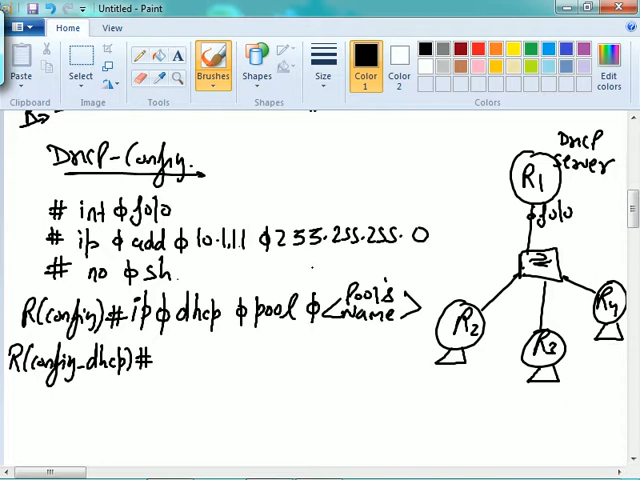 Untitled - Paint
Home
View
Paste
Select
Brushes
Shapes
Size
Color 1
Color 2
Edit colors
Clipboard
Image
Tools
Shapes
Colors
DHCP-Config.
# int ɸ f0/0
# ip ɸ add ɸ 10.1.1.1 ɸ 255.255.255.0
# no ɸ sh.
R(config)# ip ɸ dhcp ɸ pool ɸ <Pool's Name>
R(config-dhcp)#
DHCP Server
R1
f0/0
R2
R3
R4